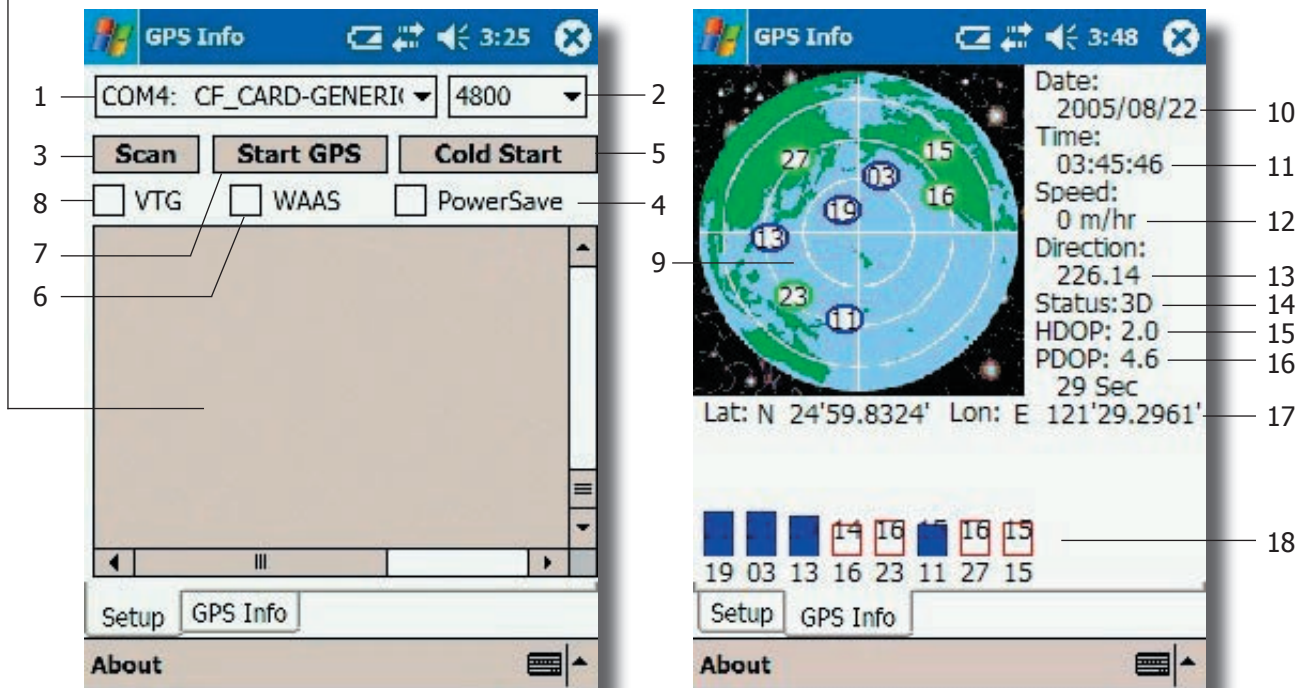 GPS Info 3:25
1 COM4: CF_CARD-GENERI( 4800 2
3 Scan Start GPS Cold Start 5
8 VTG WAAS PowerSave 4
7
6
Setup GPS Info
About
GPS Info 3:48
Date:
2005/08/22 10
Time:
03:45:46 11
Speed:
0 m/hr 12
Direction:
226.14 13
Status:3D 14
HDOP: 2.0 15
PDOP: 4.6 16
29 Sec
27 15
03 16
19
13
9
23
11
Lat: N 24'59.8324' Lon: E 121'29.2961' 17
14 16 15 16 15 18
19 03 13 16 23 11 27 15
Setup GPS Info
About